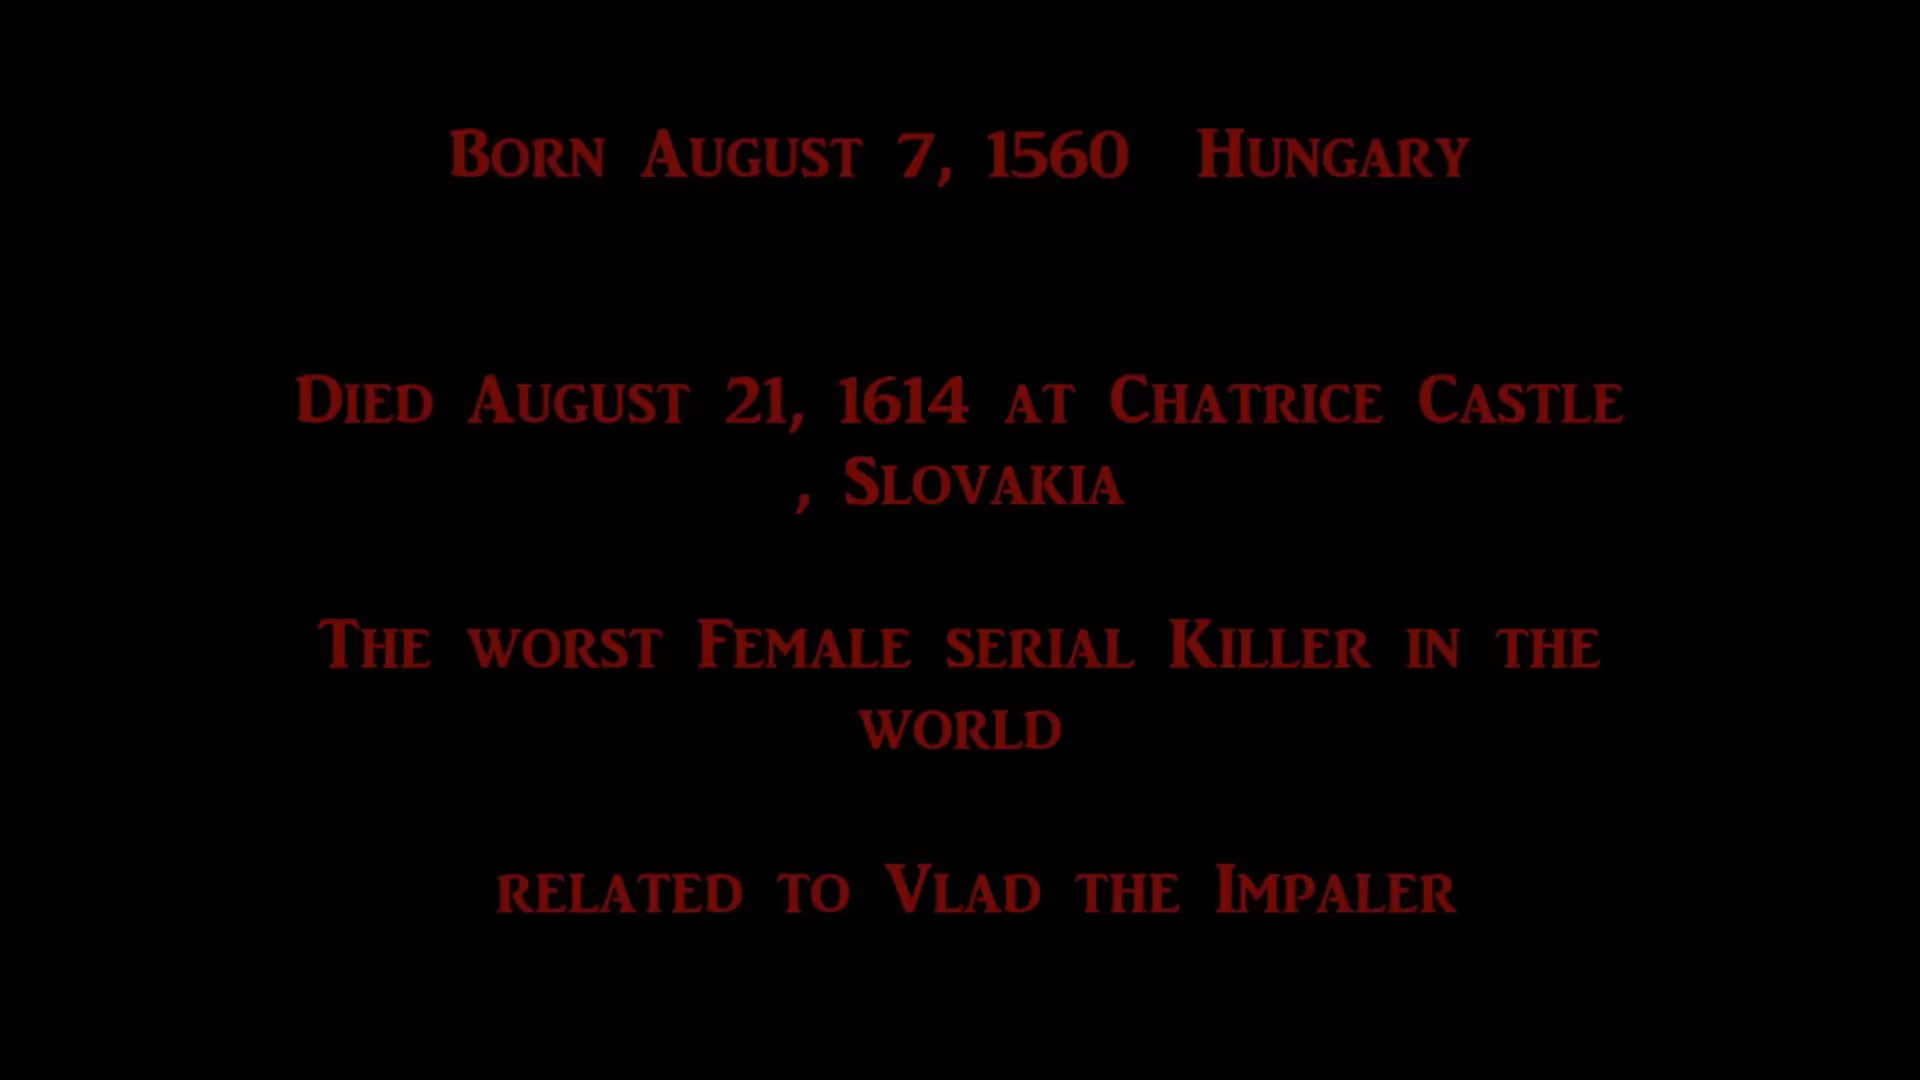 Born August 7, 1560 Hungary
Died August 21, 1614 at Chatrice Castle
, Slovakia
The worst Female serial Killer in the
world
related to Vlad the Impaler